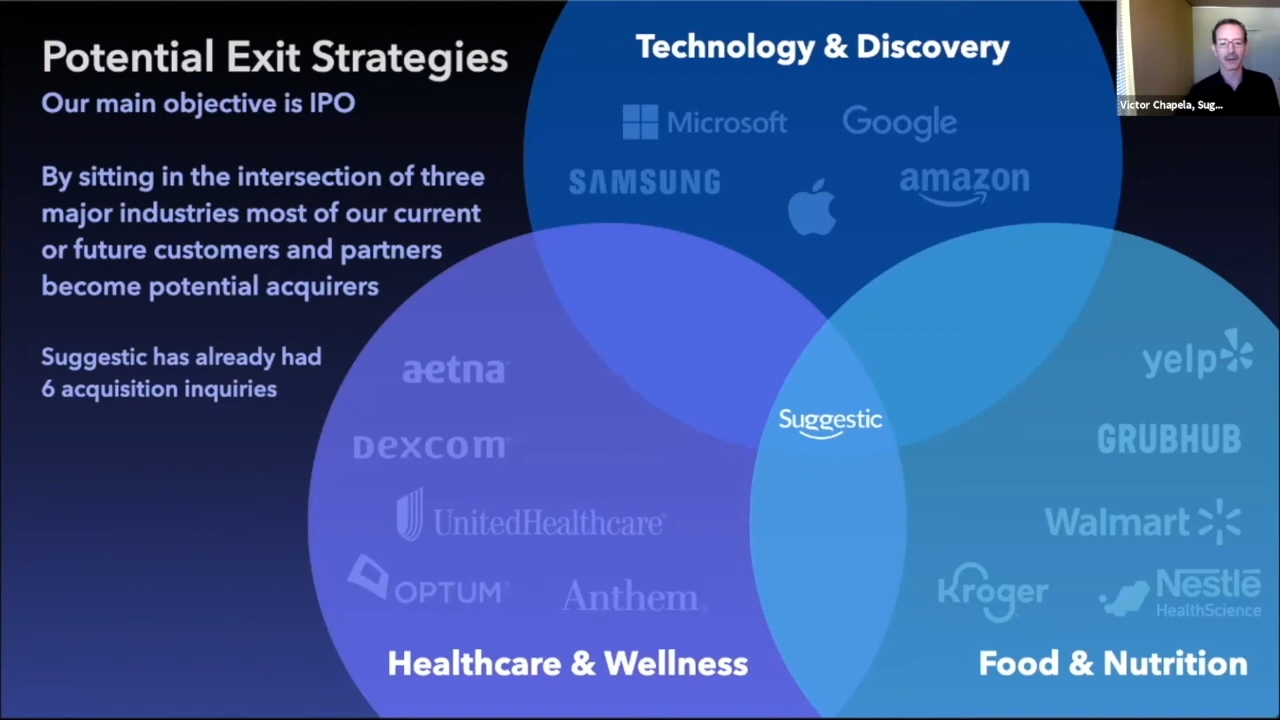 Potential Exit Strategies
Our main objective is IPO
By sitting in the intersection of three
major industries most of our current
or future customers and partners
become potential acquirers
Suggestic has already had
6 acquisition inquiries
Technology & Discovery
Microsoft
Google
SAMSUNG
amazon
aetna
DEXCOM
UnitedHealthcare
OPTUM
Anthem
Healthcare & Wellness
Suggestic
yelp
GRUBHUB
Walmart
Kroger
Nestlē
HealthScience
Food & Nutrition
Victor Chapela, Sug...